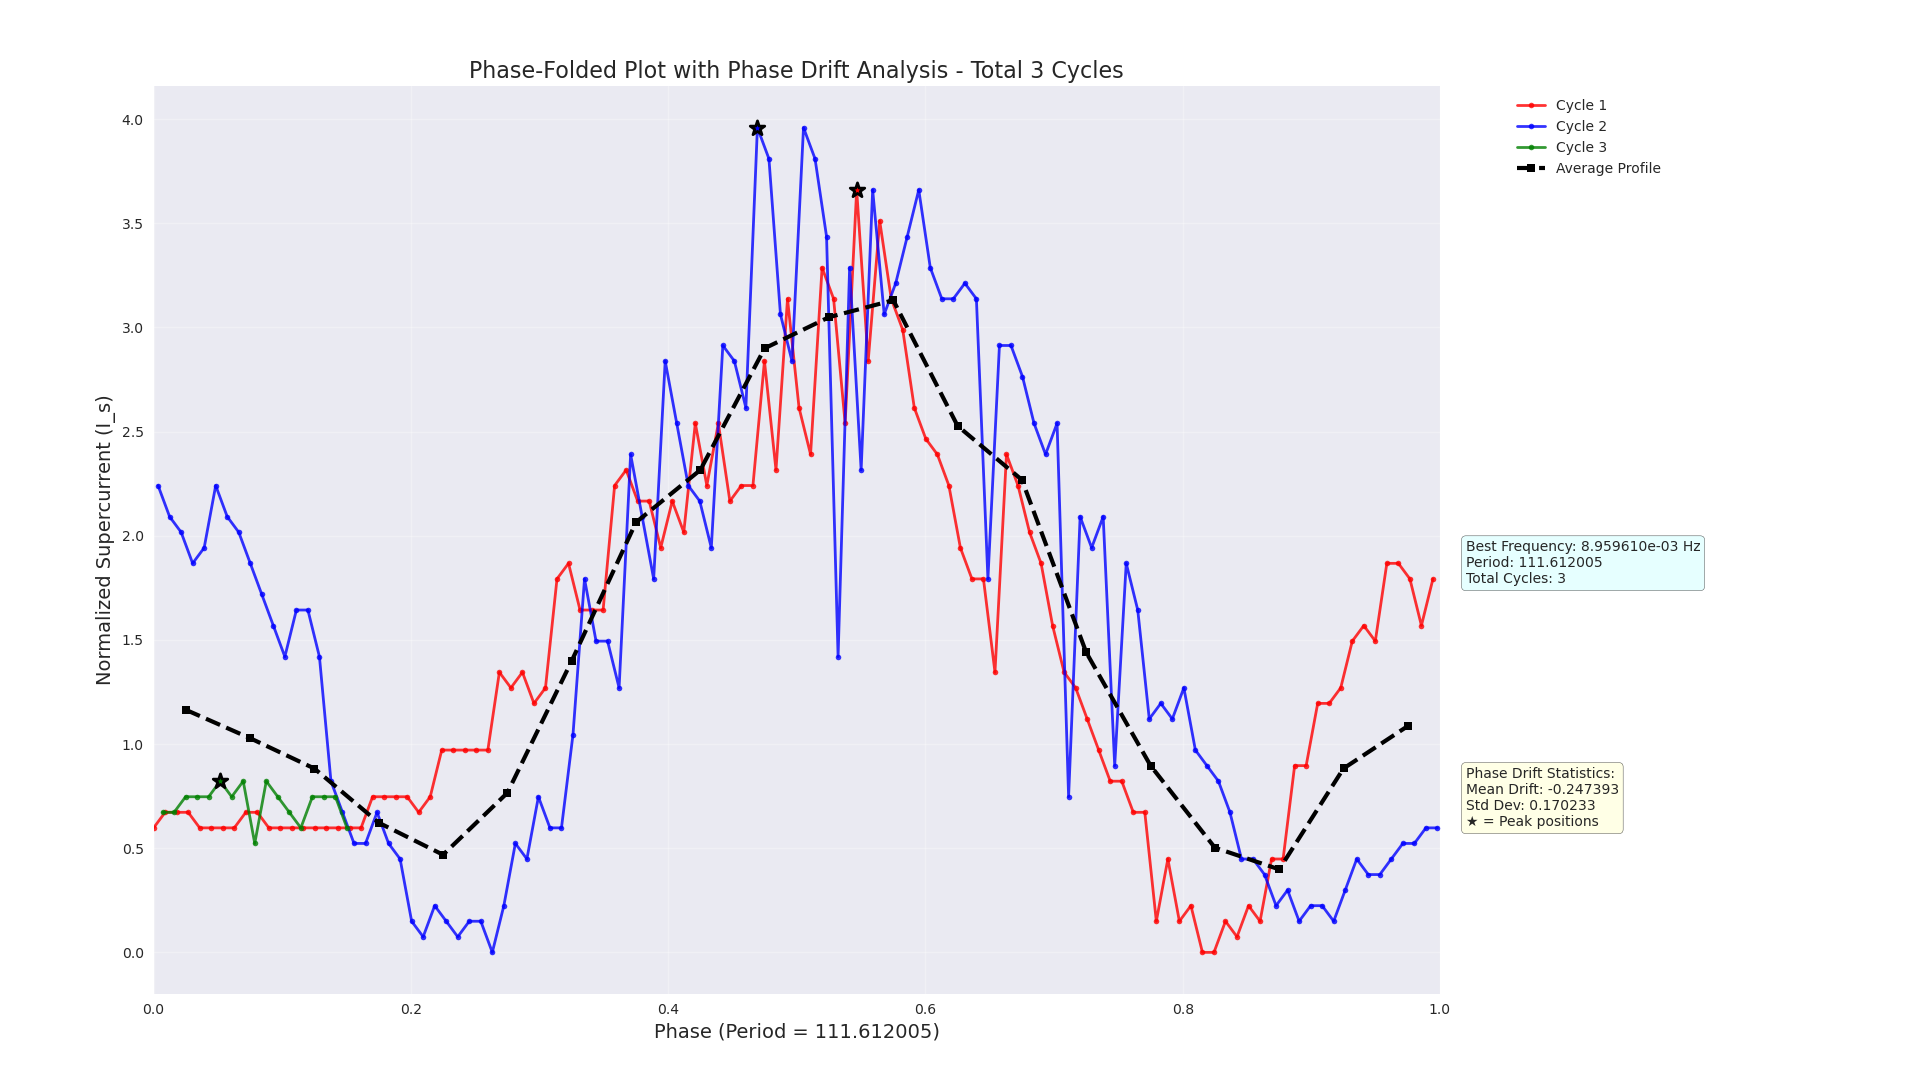 Phase-Folded Plot with Phase Drift Analysis - Total 3 Cycles
Normalized Supercurrent (I_s)
4.0
3.5
3.0
2.5
2.0
1.5
1.0
0.5
0.0
0.0
0.2
0.4
0.6
0.8
1.0
Phase (Period = 111.612005)
Cycle 1
Cycle 2
Cycle 3
Average Profile
Best Frequency: 8.959610e-03 Hz
Period: 111.612005
Total Cycles: 3
Phase Drift Statistics:
Mean Drift: -0.247393
Std Dev: 0.170233
★ = Peak positions